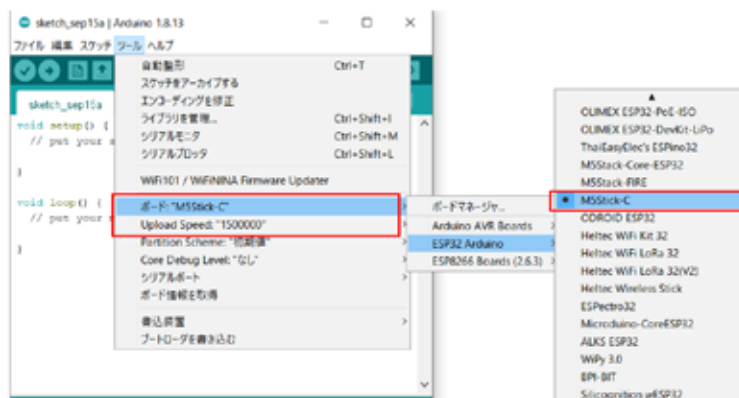 sketch_sep15a | Arduino 1.8.13
ファイル 編集 スケッチ ツール ヘルプ
sketch_sep15a
void setup() {
// put your
}
void loop() {
// put your
}
自動整形 Ctrl+T
スケッチをアーカイブする
エンコーディングを修正
ライブラリを管理... Ctrl+Shift+I
シリアルモニタ Ctrl+Shift+M
シリアルプロッタ Ctrl+Shift+L
WiFi101 / WiFiNINA Firmware Updater
ボード: "M5Stick-C"
Upload Speed: "1500000"
Partition Scheme: "初期値"
Core Debug Level: "なし"
シリアルポート
ボード情報を取得
書込装置
ブートローダを書き込む
ボードマネージャ...
Arduino AVR Boards
ESP32 Arduino
ESP8266 Boards (2.6.3)
OLIMEX ESP32-PoE-ISO
OLIMEX ESP32-DevKit-LiPo
ThaiEasyElec's ESPino32
M5Stack-Core-ESP32
M5Stack-FIRE
M5Stick-C
ODROID ESP32
Heltec WiFi Kit 32
Heltec WiFi LoRa 32
Heltec WiFi LoRa 32(V2)
Heltec Wireless Stick
ESPectro32
Microduino-CoreESP32
ALKS ESP32
WiPy 3.0
BPI-BIT
Silicognition wESP32